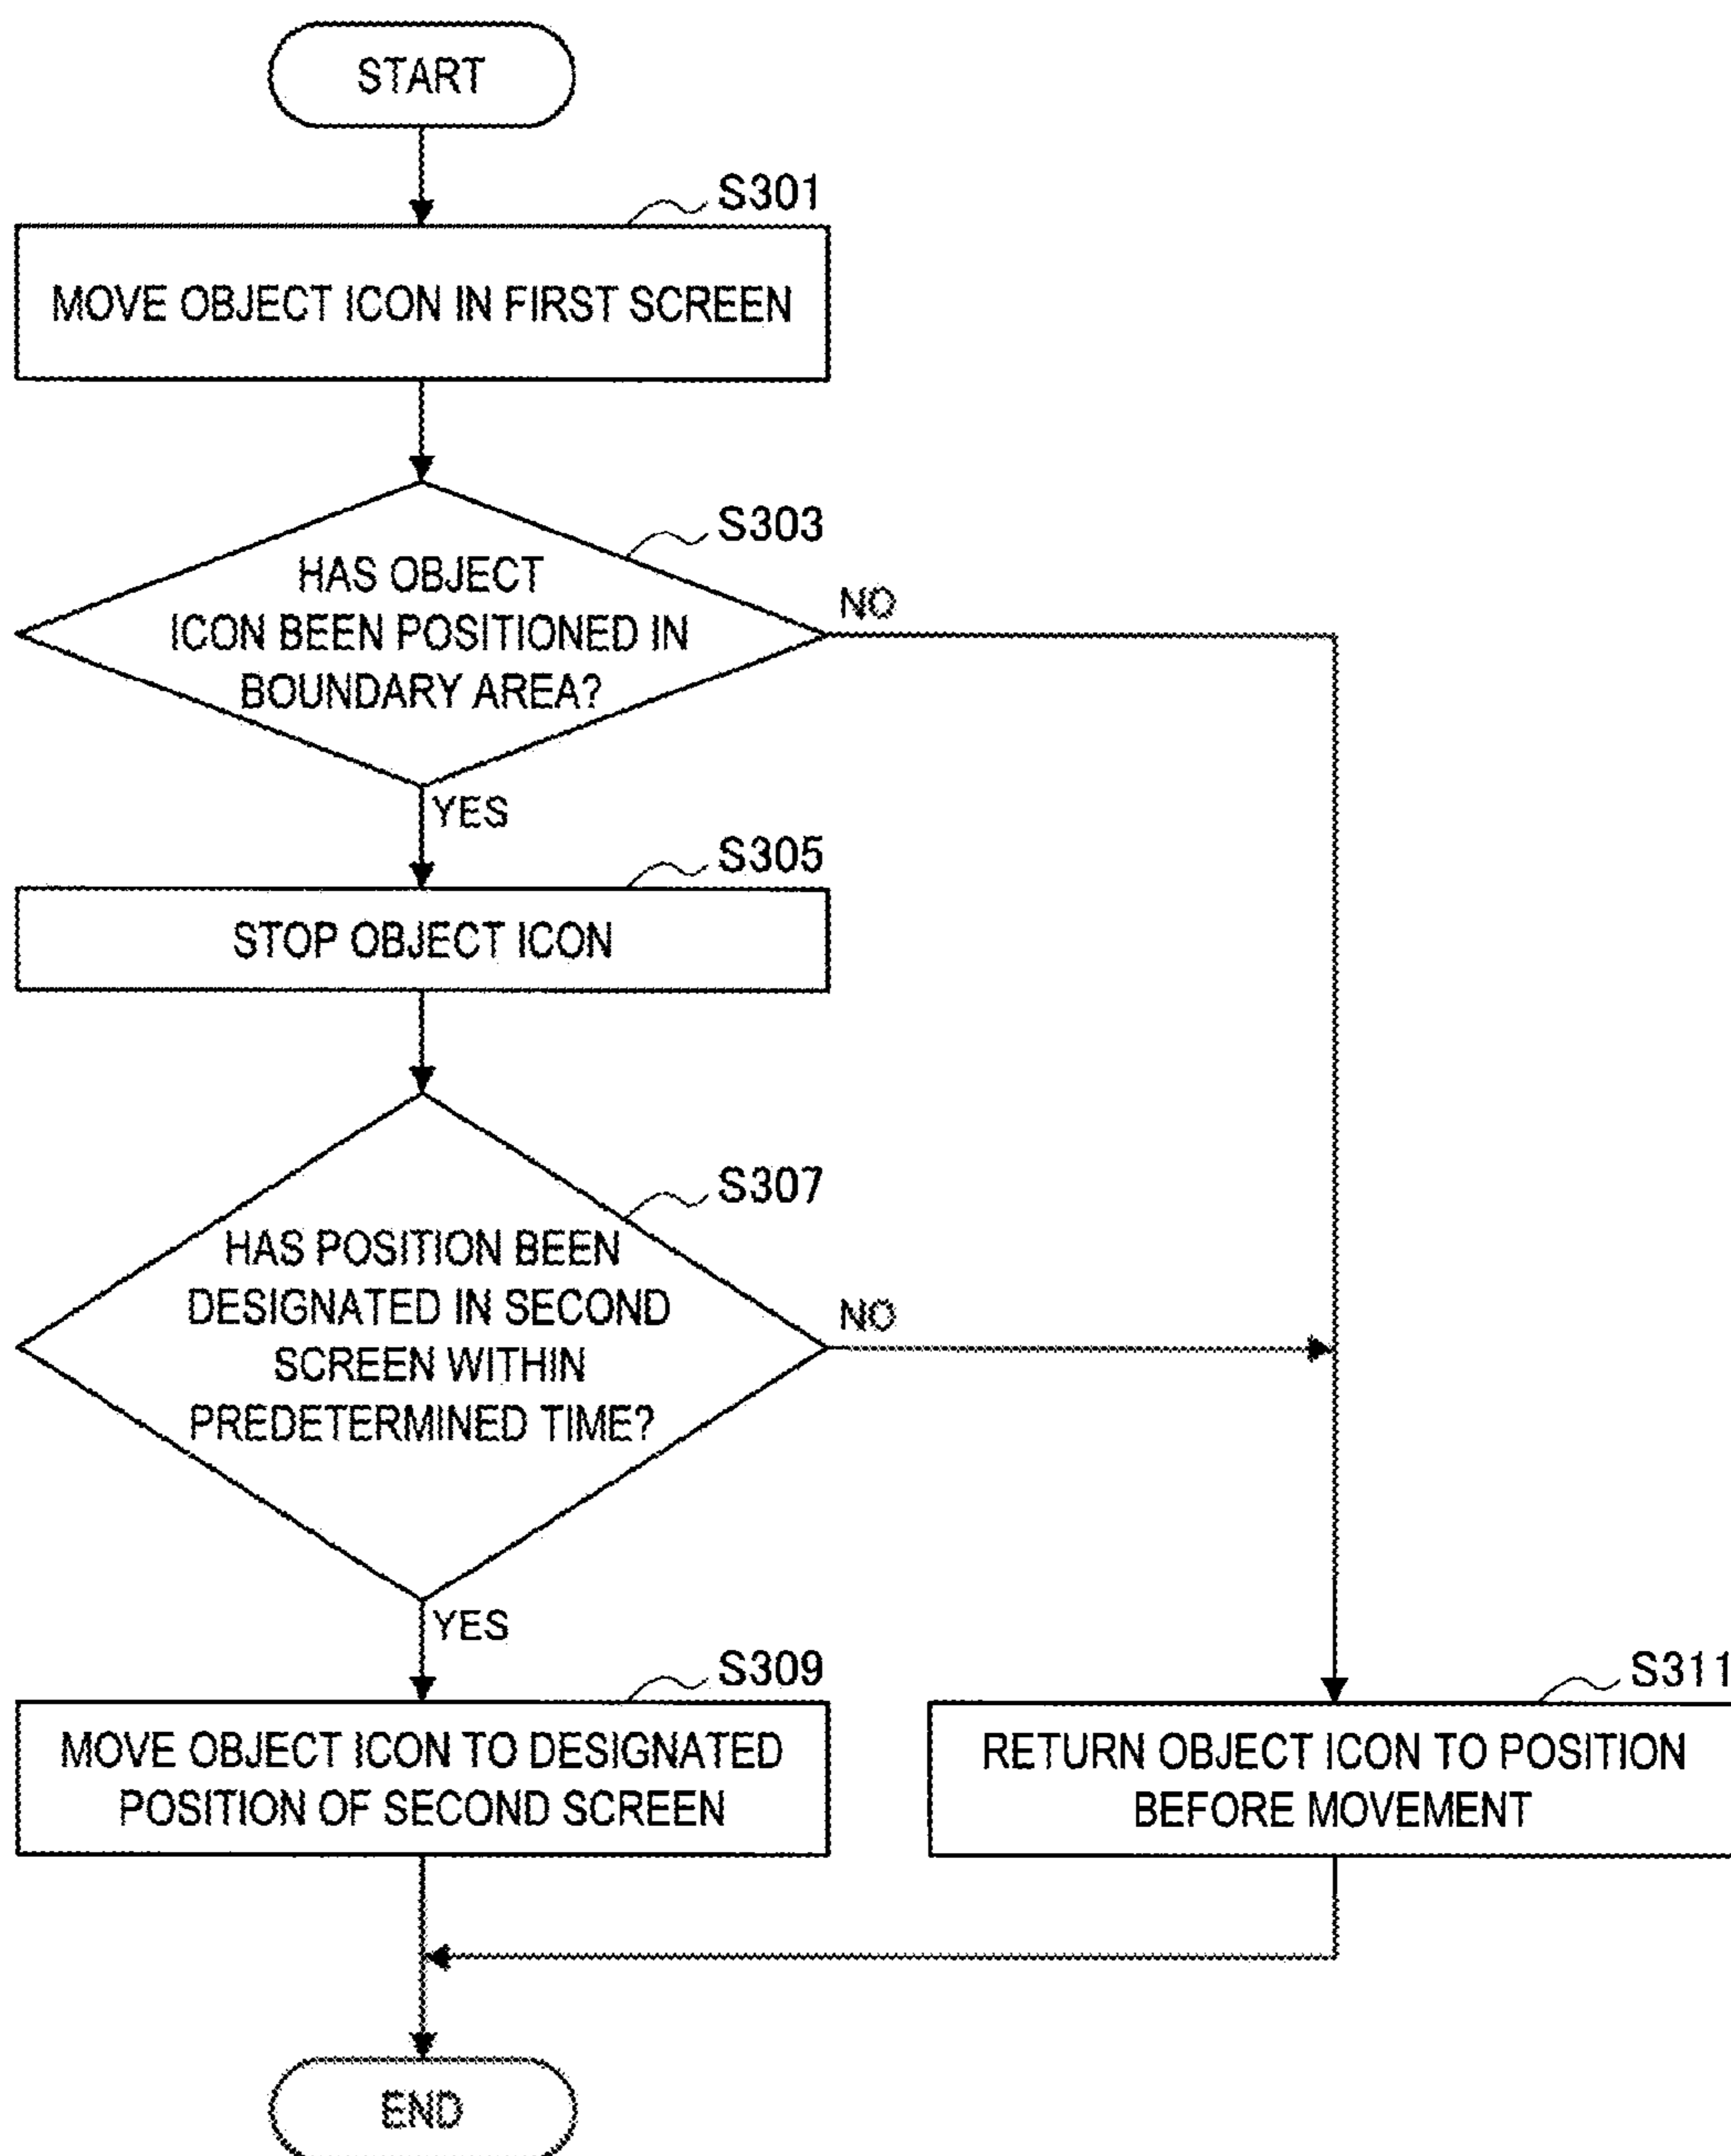 START
S301
MOVE OBJECT ICON IN FIRST SCREEN
S303
HAS OBJECT
ICON BEEN POSITIONED IN
BOUNDARY AREA?
NO
YES
S305
STOP OBJECT ICON
S307
HAS POSITION BEEN
DESIGNATED IN SECOND
SCREEN WITHIN
PREDETERMINED TIME?
NO
YES
S309
MOVE OBJECT ICON TO DESIGNATED
POSITION OF SECOND SCREEN
S311
RETURN OBJECT ICON TO POSITION
BEFORE MOVEMENT
END